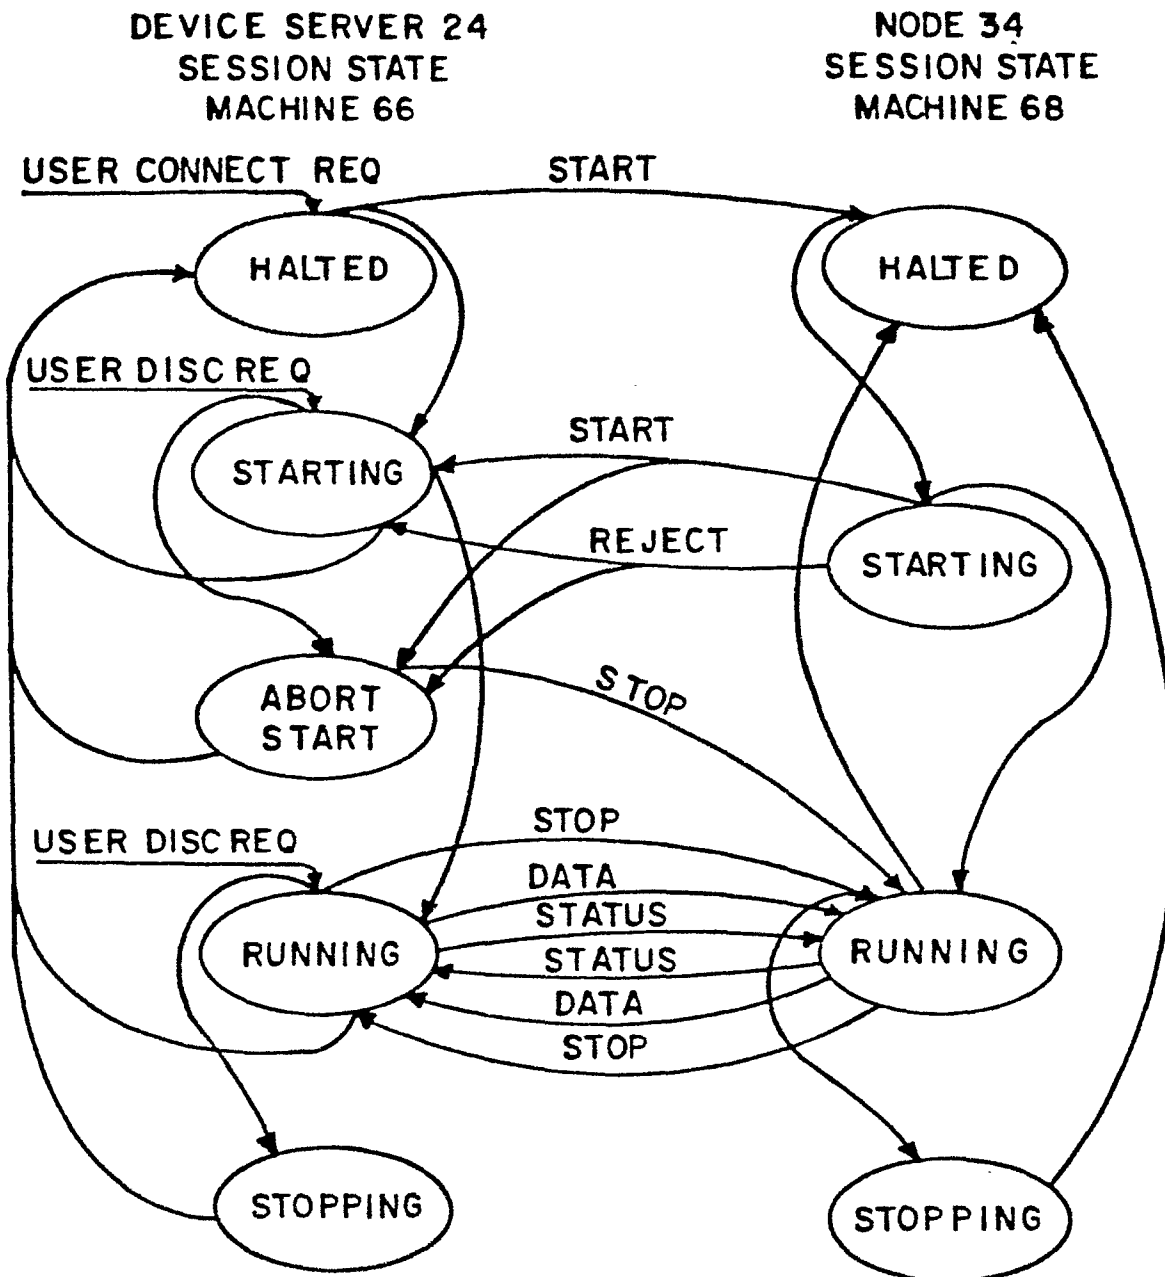 DEVICE SERVER 24
SESSION STATE
MACHINE 66
NODE 34
SESSION STATE
MACHINE 68
USER CONNECT REQ
START
HALTED
HALTED
USER DISC REQ
START
STARTING
REJECT
STARTING
ABORT
START
STOP
USER DISC REQ
STOP
DATA
STATUS
RUNNING
STATUS
RUNNING
DATA
STOP
STOPPING
STOPPING